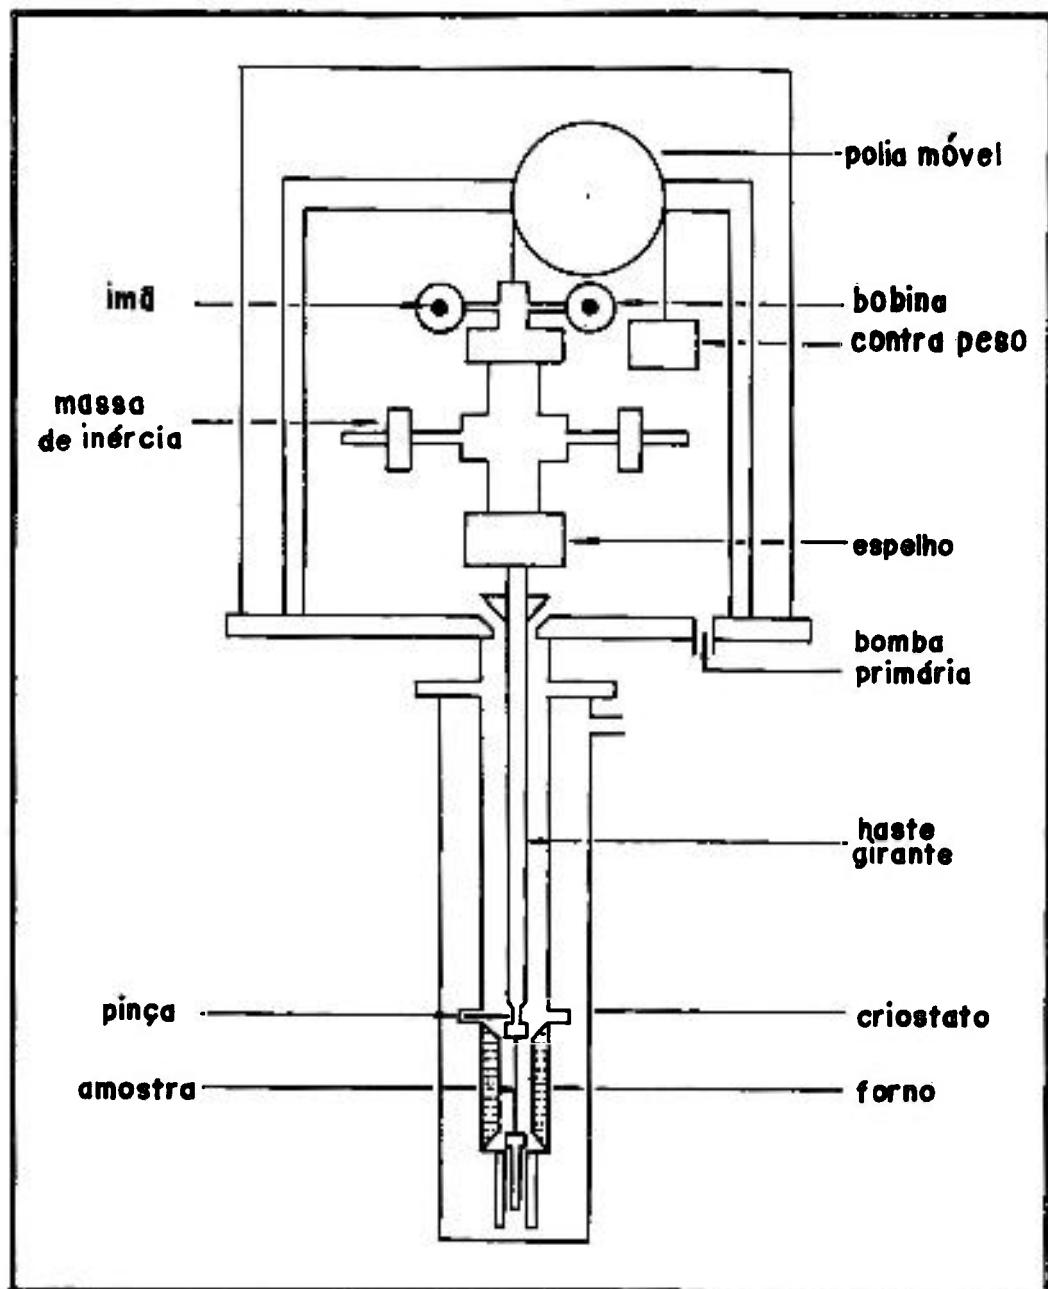 polia móvel
imã
bobina
contra peso
massa
de inércia
espelho
bomba
primária
haste
girante
pinça
criostato
amostra
forno